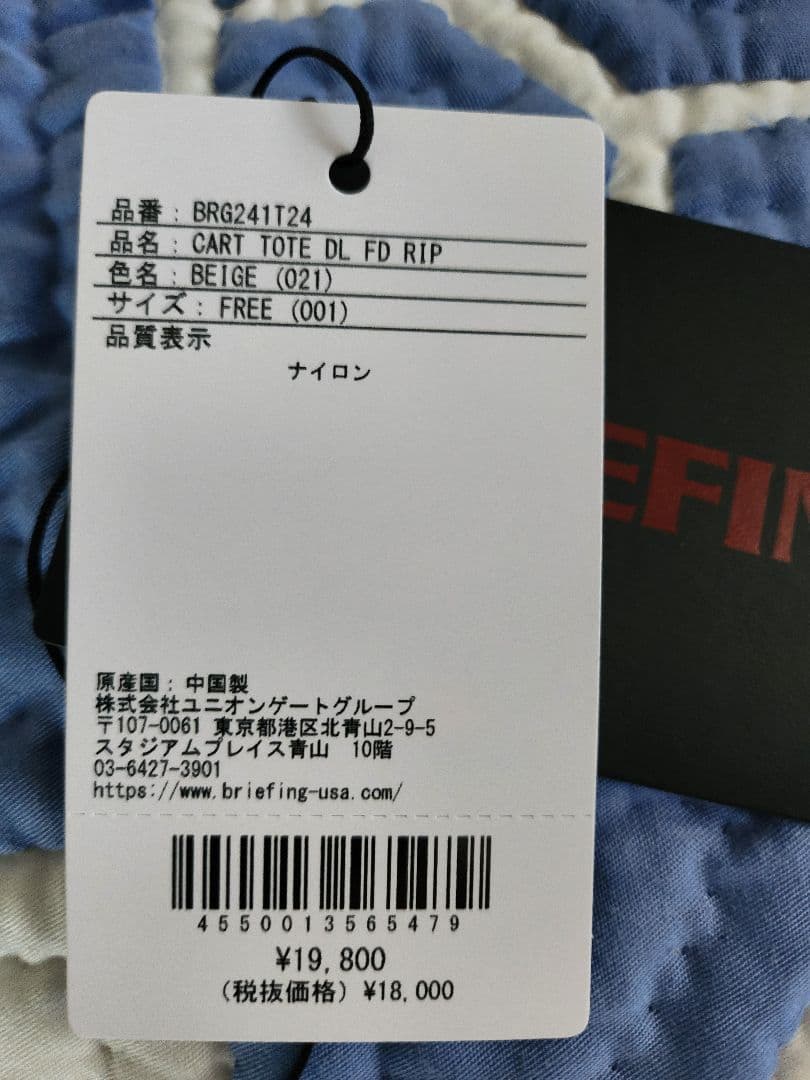 品番: BRG241T24
品名: CART TOTE DL FD RIP
色名: BEIGE (021)
サイズ: FREE (001)
品質表示
ナイロン
EFIN
原産国: 中国製
株式会社ユニオンゲートグループ
〒107-0061 東京都港区北青山2-9-5
スタジアムプレイス青山 10階
03-6427-3901
https://www.briefing-usa.com/
4550013565479
¥19,800
(税抜価格) ¥18,000